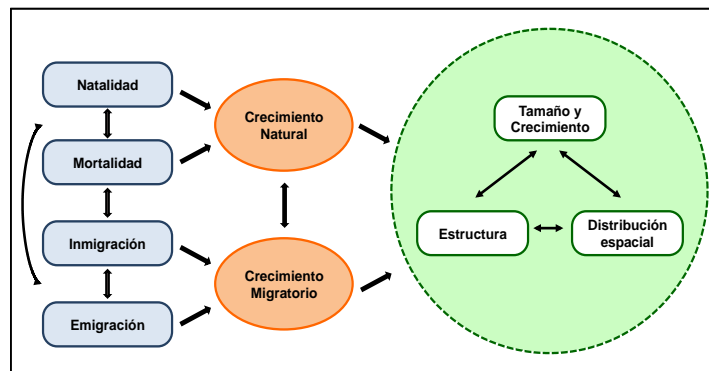 Natalidad
Mortalidad
Inmigración
Emigración
Crecimiento
Natural
Crecimiento
Migratorio
Tamaño y
Crecimiento
Estructura
Distribución
espacial